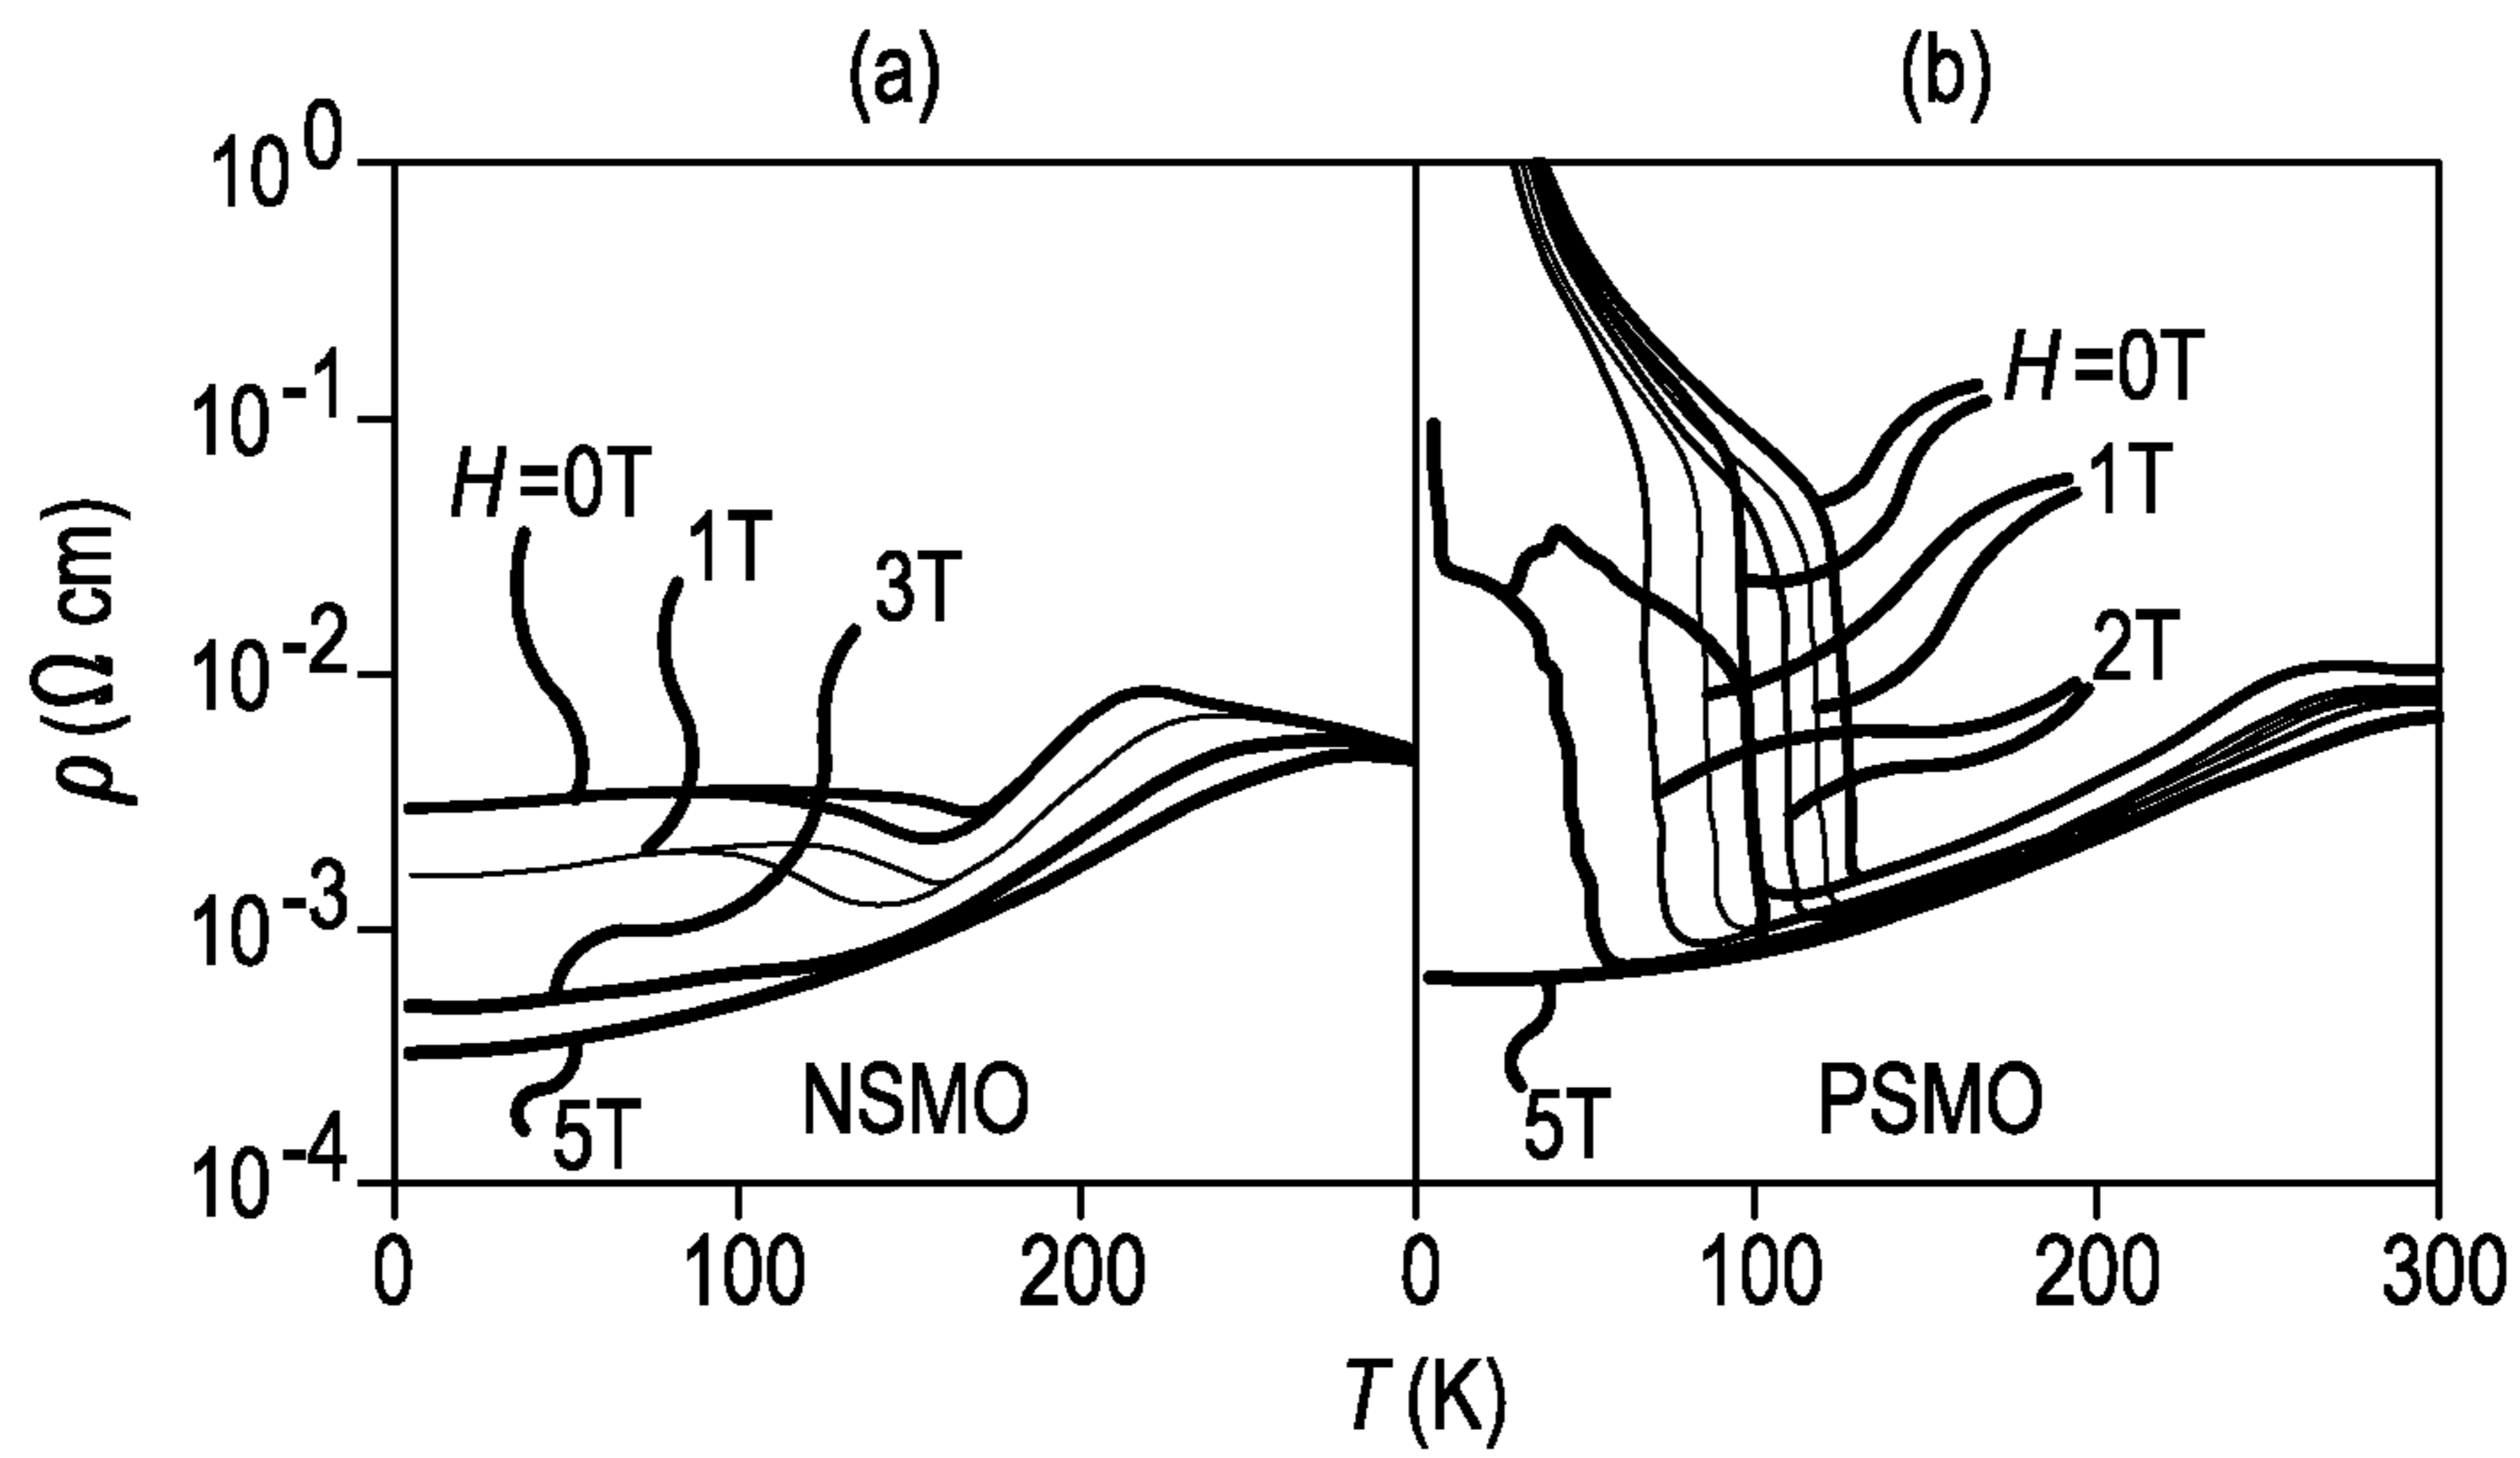 (a) (b)
10^0
10^-1
10^-2
10^-3
10^-4
ρ (Ω cm)
H=0T
1T
3T
5T
NSMO
H=0T
1T
2T
5T
PSMO
0 100 200 0 100 200 300
T (K)